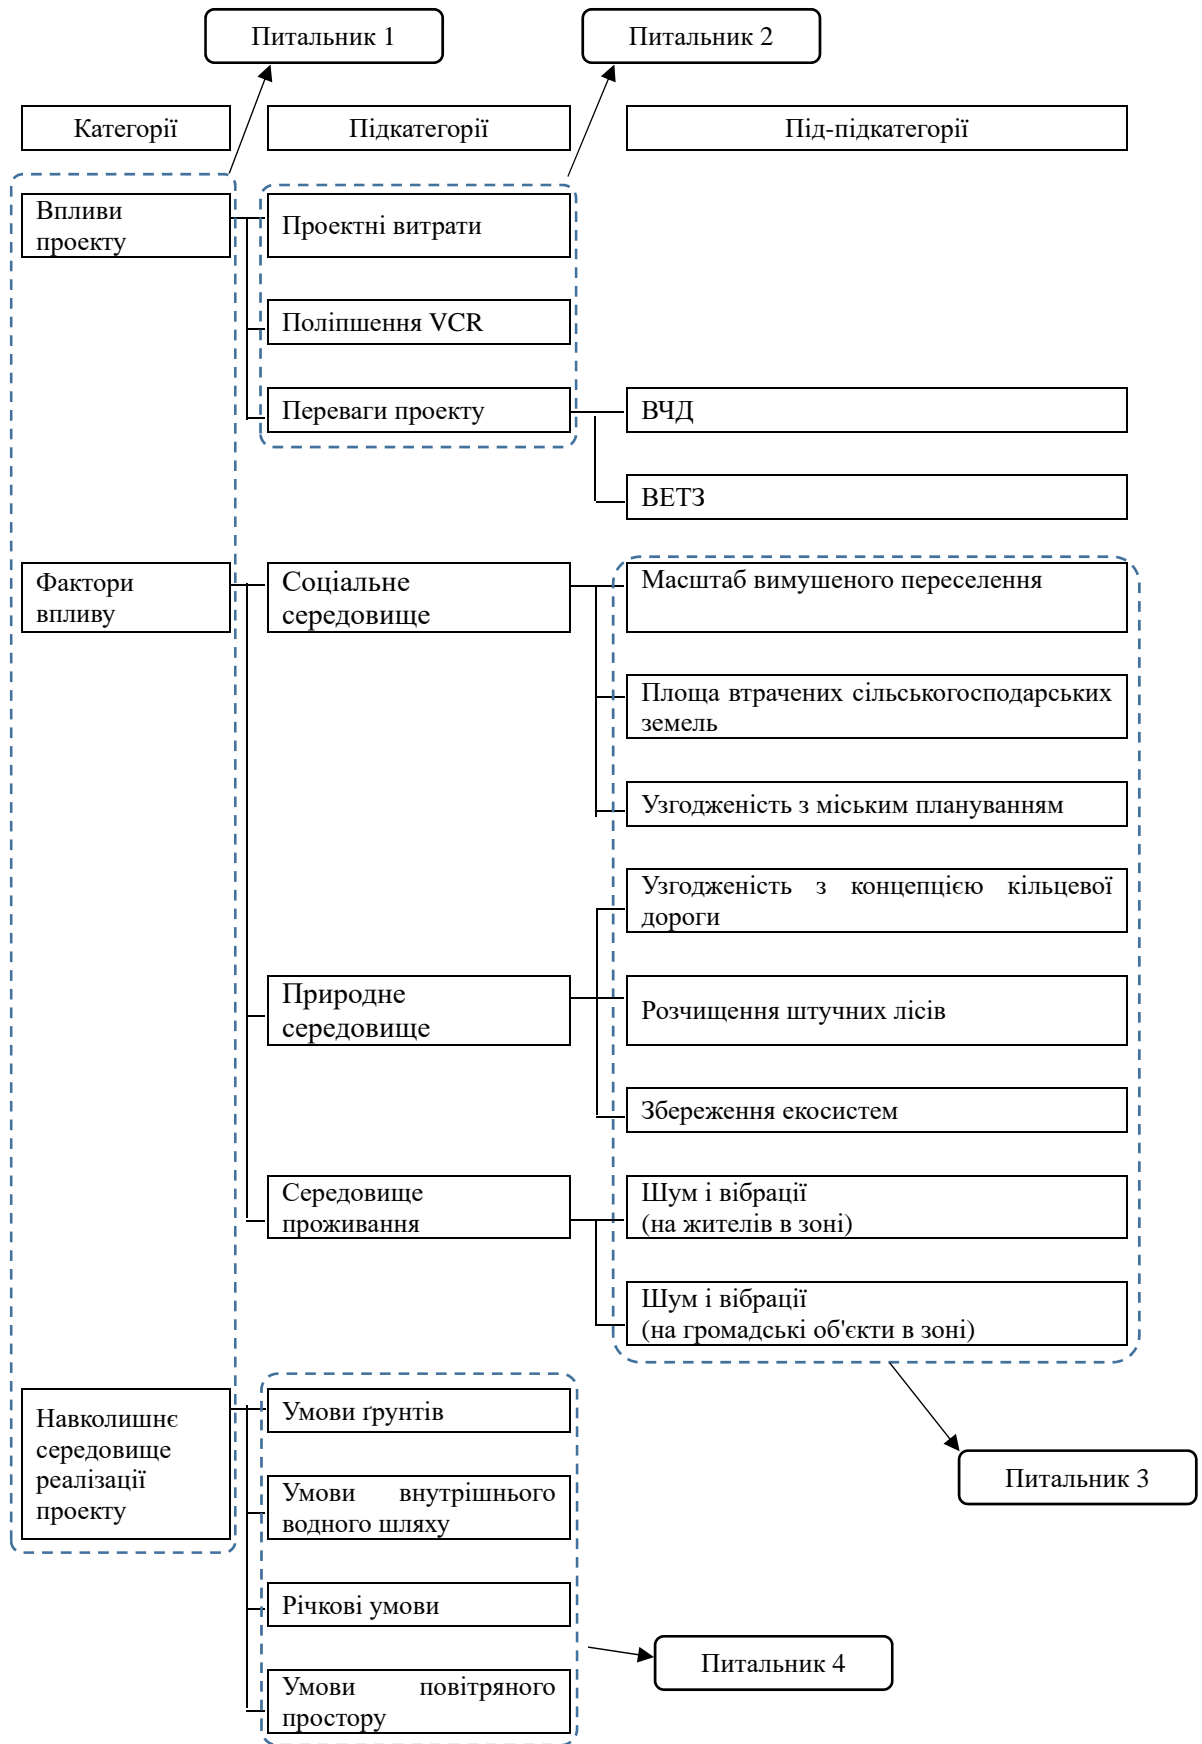 Питальник 1
Питальник 2
Категорії
Підкатегорії
Під-підкатегорії
Впливи
проекту
Проектні витрати
Поліпшення VCR
Переваги проекту
ВЧД
ВЕТЗ
Фактори
впливу
Соціальне
середовище
Масштаб вимушеного переселення
Площа втрачених сільськогосподарських
земель
Узгодженість з міським плануванням
Узгодженість з концепцією кільцевої
дороги
Природне
середовище
Розчищення штучних лісів
Збереження екосистем
Середовище
проживання
Шум і вібрації
(на жителів в зоні)
Шум і вібрації
(на громадські об'єкти в зоні)
Навколишнє
середовище
реалізації
проекту
Умови ґрунтів
Умови внутрішнього
водного шляху
Річкові умови
Умови повітряного
простору
Питальник 3
Питальник 4